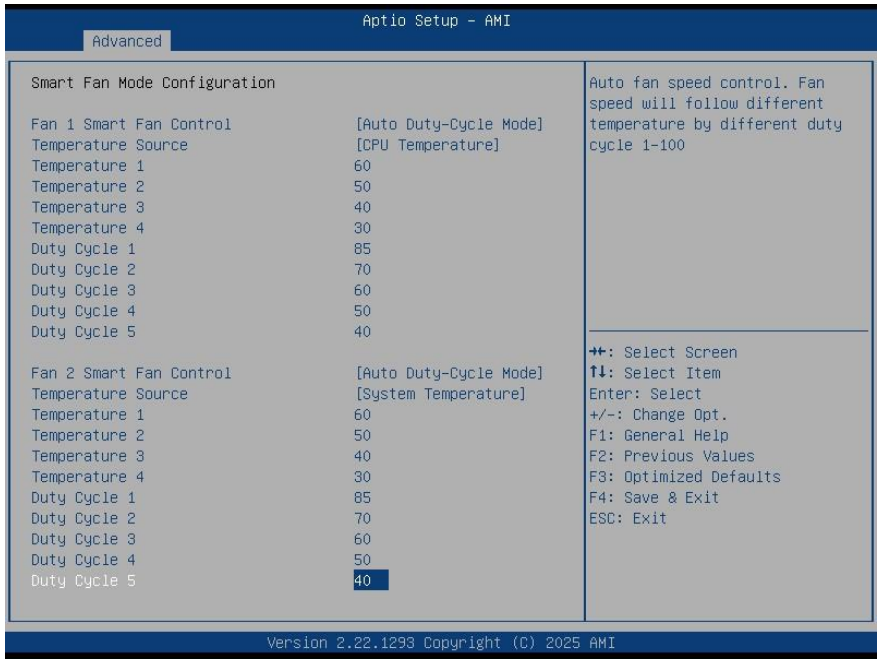 Aptio Setup - AMI
Advanced
Smart Fan Mode Configuration
Fan 1 Smart Fan Control [Auto Duty-Cycle Mode]
Temperature Source [CPU Temperature]
Temperature 1 60
Temperature 2 50
Temperature 3 40
Temperature 4 30
Duty Cycle 1 85
Duty Cycle 2 70
Duty Cycle 3 60
Duty Cycle 4 50
Duty Cycle 5 40
Fan 2 Smart Fan Control [Auto Duty-Cycle Mode]
Temperature Source [System Temperature]
Temperature 1 60
Temperature 2 50
Temperature 3 40
Temperature 4 30
Duty Cycle 1 85
Duty Cycle 2 70
Duty Cycle 3 60
Duty Cycle 4 50
Duty Cycle 5 40
Auto fan speed control. Fan
speed will follow different
temperature by different duty
cycle 1-100
→←: Select Screen
↑↓: Select Item
Enter: Select
+/-: Change Opt.
F1: General Help
F2: Previous Values
F3: Optimized Defaults
F4: Save & Exit
ESC: Exit
Version 2.22.1293 Copyright (C) 2025 AMI